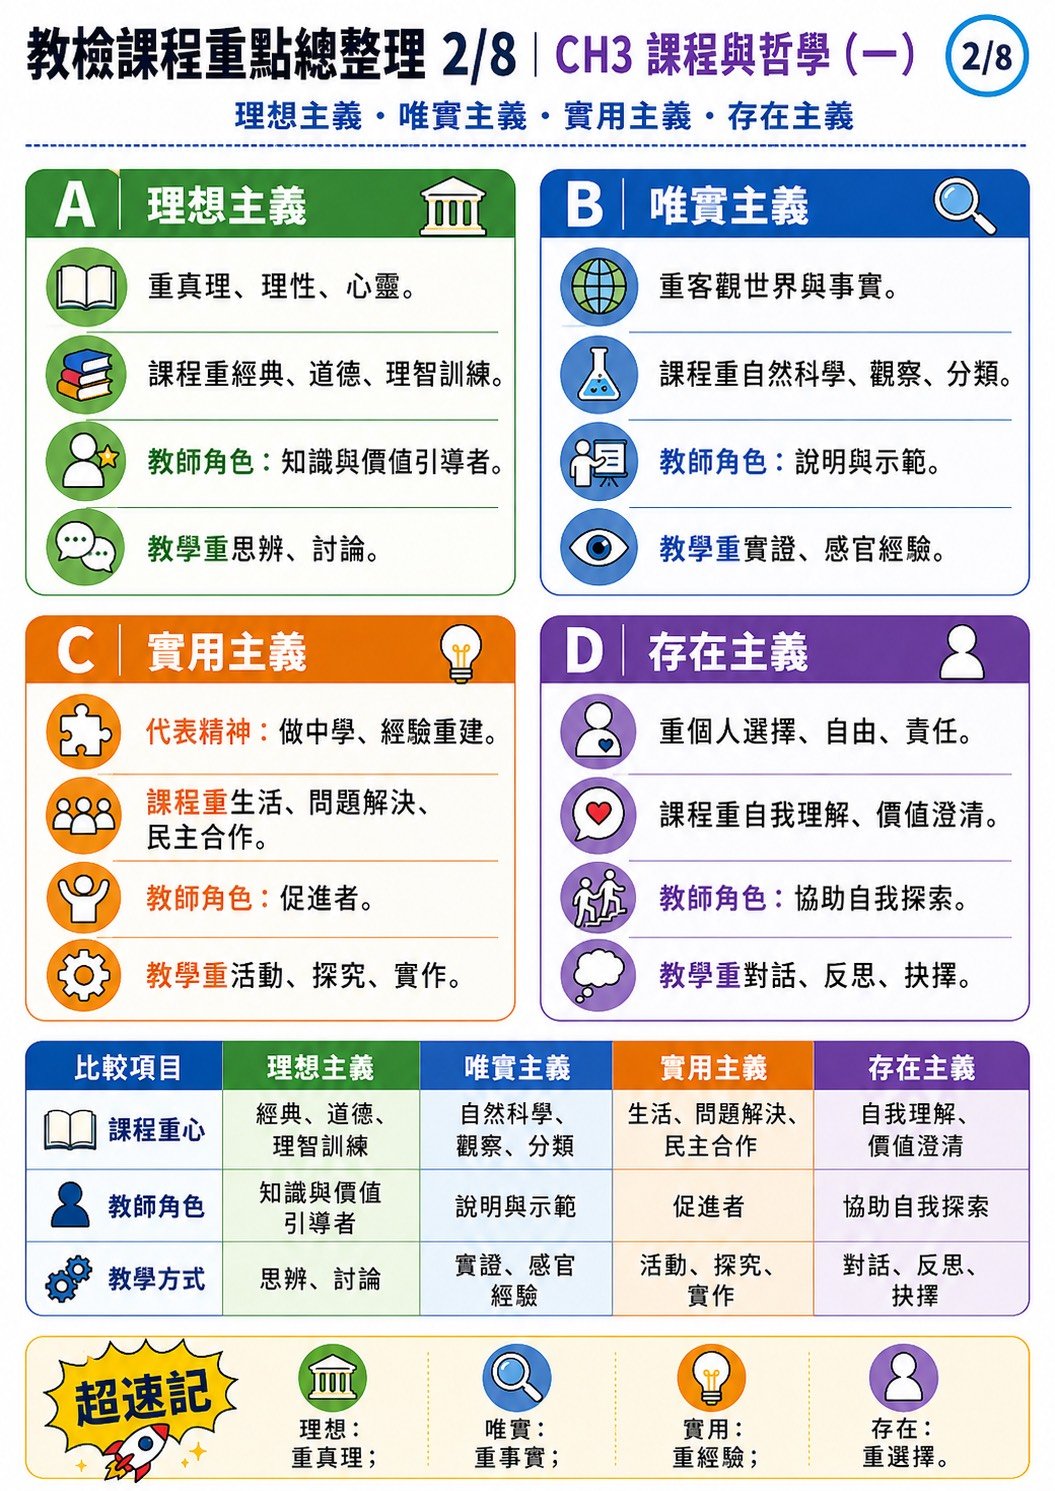 教檢課程重點總整理 2/8 | CH3 課程與哲學（一）
2/8
理想主義・唯實主義・實用主義・存在主義
A 理想主義
重真理、理性、心靈。
課程重經典、道德、理智訓練。
教師角色：知識與價值引導者。
教學重思辨、討論。
B 唯實主義
重客觀世界與事實。
課程重自然科學、觀察、分類。
教師角色：說明與示範。
教學重實證、感官經驗。
C 實用主義
代表精神：做中學、經驗重建。
課程重生活、問題解決、
民主合作。
教師角色：促進者。
教學重活動、探究、實作。
D 存在主義
重個人選擇、自由、責任。
課程重自我理解、價值澄清。
教師角色：協助自我探索。
教學重對話、反思、抉擇。
比較項目 理想主義 唯實主義 實用主義 存在主義
課程重心
經典、道德、
理智訓練
自然科學、
觀察、分類
生活、問題解決、
民主合作
自我理解、
價值澄清
教師角色
知識與價值
引導者
說明與示範
促進者
協助自我探索
教學方式
思辨、討論
實證、感官
經驗
活動、探究、
實作
對話、反思、
抉擇
超速記
理想：
重真理；
唯實：
重事實；
實用：
重經驗；
存在：
重選擇。